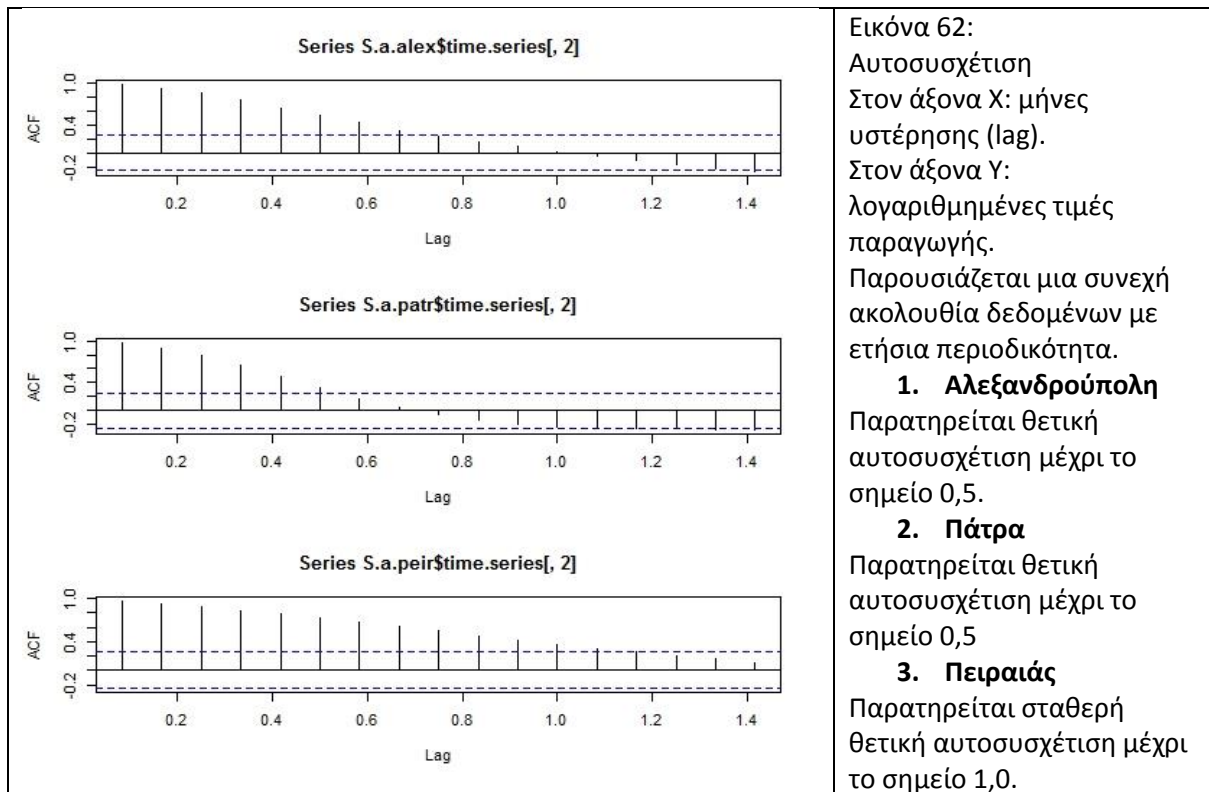 Series S.a.alex$time.series[, 2]
ACF
1.0
0.4
-0.2
0.2 0.4 0.6 0.8 1.0 1.2 1.4
Lag
Series S.a.patr$time.series[, 2]
ACF
1.0
0.4
-0.2
0.2 0.4 0.6 0.8 1.0 1.2 1.4
Lag
Series S.a.peir$time.series[, 2]
ACF
1.0
0.4
-0.2
0.2 0.4 0.6 0.8 1.0 1.2 1.4
Lag
Εικόνα 62:
Αυτοσυσχέτιση
Στον άξονα Χ: μήνες
υστέρησης (lag).
Στον άξονα Υ:
λογαριθμημένες τιμές
παραγωγής.
Παρουσιάζεται μια συνεχή
ακολουθία δεδομένων με
ετήσια περιοδικότητα.
1. Αλεξανδρούπολη
Παρατηρείται θετική
αυτοσυσχέτιση μέχρι το
σημείο 0,5.
2. Πάτρα
Παρατηρείται θετική
αυτοσυσχέτιση μέχρι το
σημείο 0,5
3. Πειραιάς
Παρατηρείται σταθερή
θετική αυτοσυσχέτιση μέχρι
το σημείο 1,0.